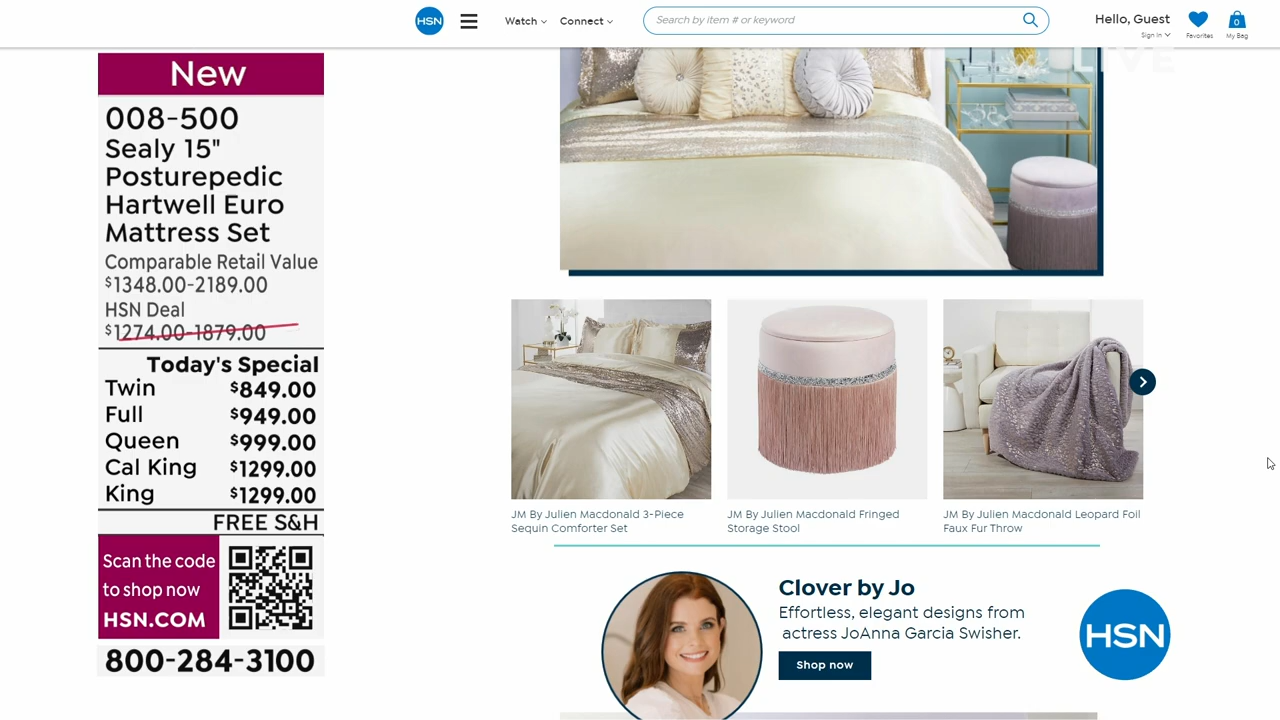 HSN
Watch
Connect
Search by item # or keyword
Hello, Guest
Sign in
Favorites
0
My Bag
LIVE
New
008-500
Sealy 15"
Posturepedic
Hartwell Euro
Mattress Set
Comparable Retail Value
$1348.00-2189.00
HSN Deal
$1274.00-1879.00
Today's Special
Twin $849.00
Full $949.00
Queen $999.00
Cal King $1299.00
King $1299.00
FREE S&H
Scan the code
to shop now
HSN.COM
800-284-3100
JM By Julien Macdonald 3-Piece
Sequin Comforter Set
JM By Julien Macdonald Fringed
Storage Stool
JM By Julien Macdonald Leopard Foil
Faux Fur Throw
Clover by Jo
Effortless, elegant designs from
actress JoAnna Garcia Swisher.
Shop now
HSN